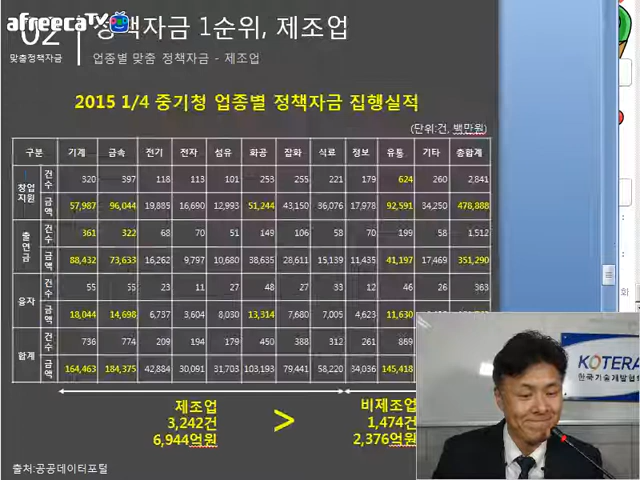 afreecaTV
02 정책자금 1순위, 제조업
맞춤정책자금 업종별 맞춤 정책자금 - 제조업
2015 1/4 중기청 업종별 정책자금 집행실적
(단위:건, 백만원)
구분 기계 금속 전기 전자 섬유 화공 잡화 식료 정보 유통 기타 총합계
창업지원 건수 320 397 118 113 101 253 255 221 179 624 260 2,841
금액 57,987 96,044 19,885 16,690 12,993 51,244 43,150 36,076 17,978 92,591 34,250 478,888
출연금 건수 361 322 68 70 51 149 106 58 70 199 58 1,512
금액 88,432 73,633 16,262 9,797 10,680 38,635 28,611 15,139 11,435 41,197 17,469 351,290
융자 건수 55 55 23 11 27 48 27 33 12 46 26 363
금액 18,044 14,698 6,737 3,604 8,030 13,314 7,680 7,005 4,623 11,630
합계 건수 736 774 209 194 179 450 388 312 261 869
금액 164,463 184,375 42,884 30,091 31,703 103,193 79,441 58,220 34,036 145,418
제조업 > 비제조업
3,242건 1,474건
6,944억원 2,376억원
출처:공공데이터포털
KOTERA
한국기술개발협